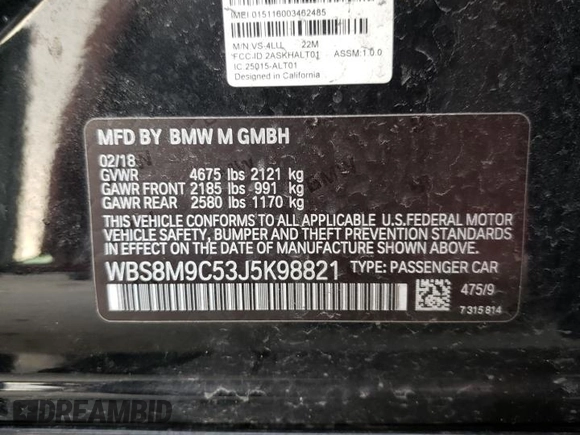 IMEI.015116003462485
M/N VS-4LUL 22M
*FCC.ID 2ASKHALT01 ASSM.1.0.0
IC.25015-ALT01
Designed in California
MFD BY BMW M GMBH
02/18
GVWR 4675 lbs 2121 kg
GAWR FRONT 2185 lbs 991 kg
GAWR REAR 2580 lbs 1170 kg
THIS VEHICLE CONFORMS TO ALL APPLICABLE U.S.FEDERAL MOTOR
VEHICLE SAFETY, BUMPER AND THEFT PREVENTION STANDARDS
IN EFFECT ON THE DATE OF MANUFACTURE SHOWN ABOVE.
WBS8M9C53J5K98821 TYPE: PASSENGER CAR
475/9
7 315 814
DREAMBID